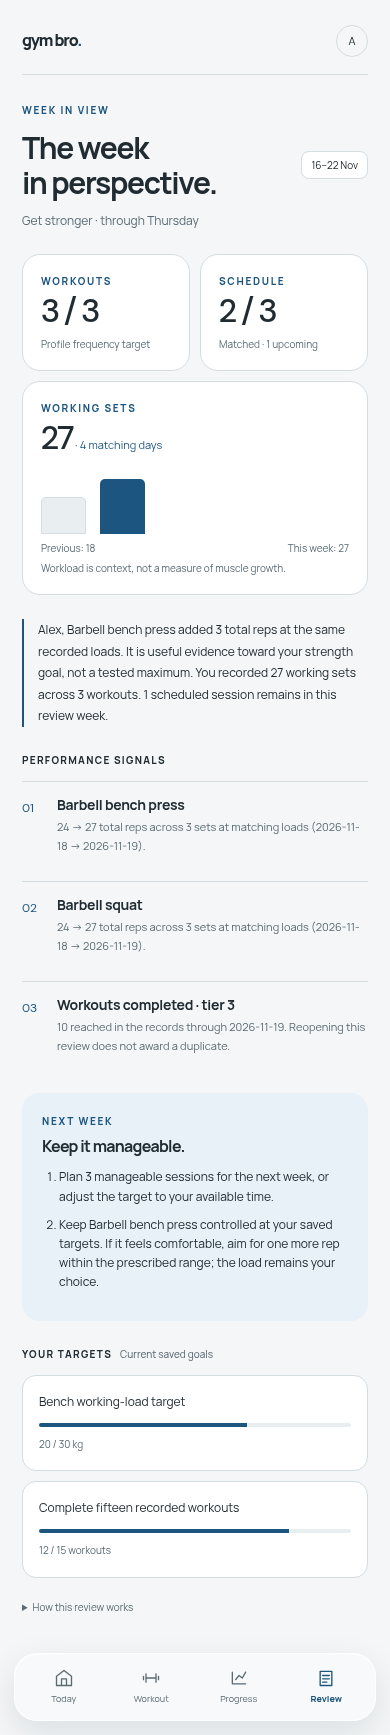 gym bro.
A
WEEK IN VIEW
The week
in perspective.
16–22 Nov
Get stronger · through Thursday
WORKOUTS
3 / 3
Profile frequency target
SCHEDULE
2 / 3
Matched · 1 upcoming
WORKING SETS
27 · 4 matching days
Previous: 18
This week: 27
Workload is context, not a measure of muscle growth.
Alex, Barbell bench press added 3 total reps at the same
recorded loads. It is useful evidence toward your strength
goal, not a tested maximum. You recorded 27 working sets
across 3 workouts. 1 scheduled session remains in this
review week.
PERFORMANCE SIGNALS
01
Barbell bench press
24 → 27 total reps across 3 sets at matching loads (2026-11-
18 → 2026-11-19).
02
Barbell squat
24 → 27 total reps across 3 sets at matching loads (2026-11-
18 → 2026-11-19).
03
Workouts completed · tier 3
10 reached in the records through 2026-11-19. Reopening this
review does not award a duplicate.
NEXT WEEK
Keep it manageable.
1. Plan 3 manageable sessions for the next week, or
adjust the target to your available time.
2. Keep Barbell bench press controlled at your saved
targets. If it feels comfortable, aim for one more rep
within the prescribed range; the load remains your
choice.
YOUR TARGETS Current saved goals
Bench working-load target
20 / 30 kg
Complete fifteen recorded workouts
12 / 15 workouts
How this review works
Today
Workout
Progress
Review